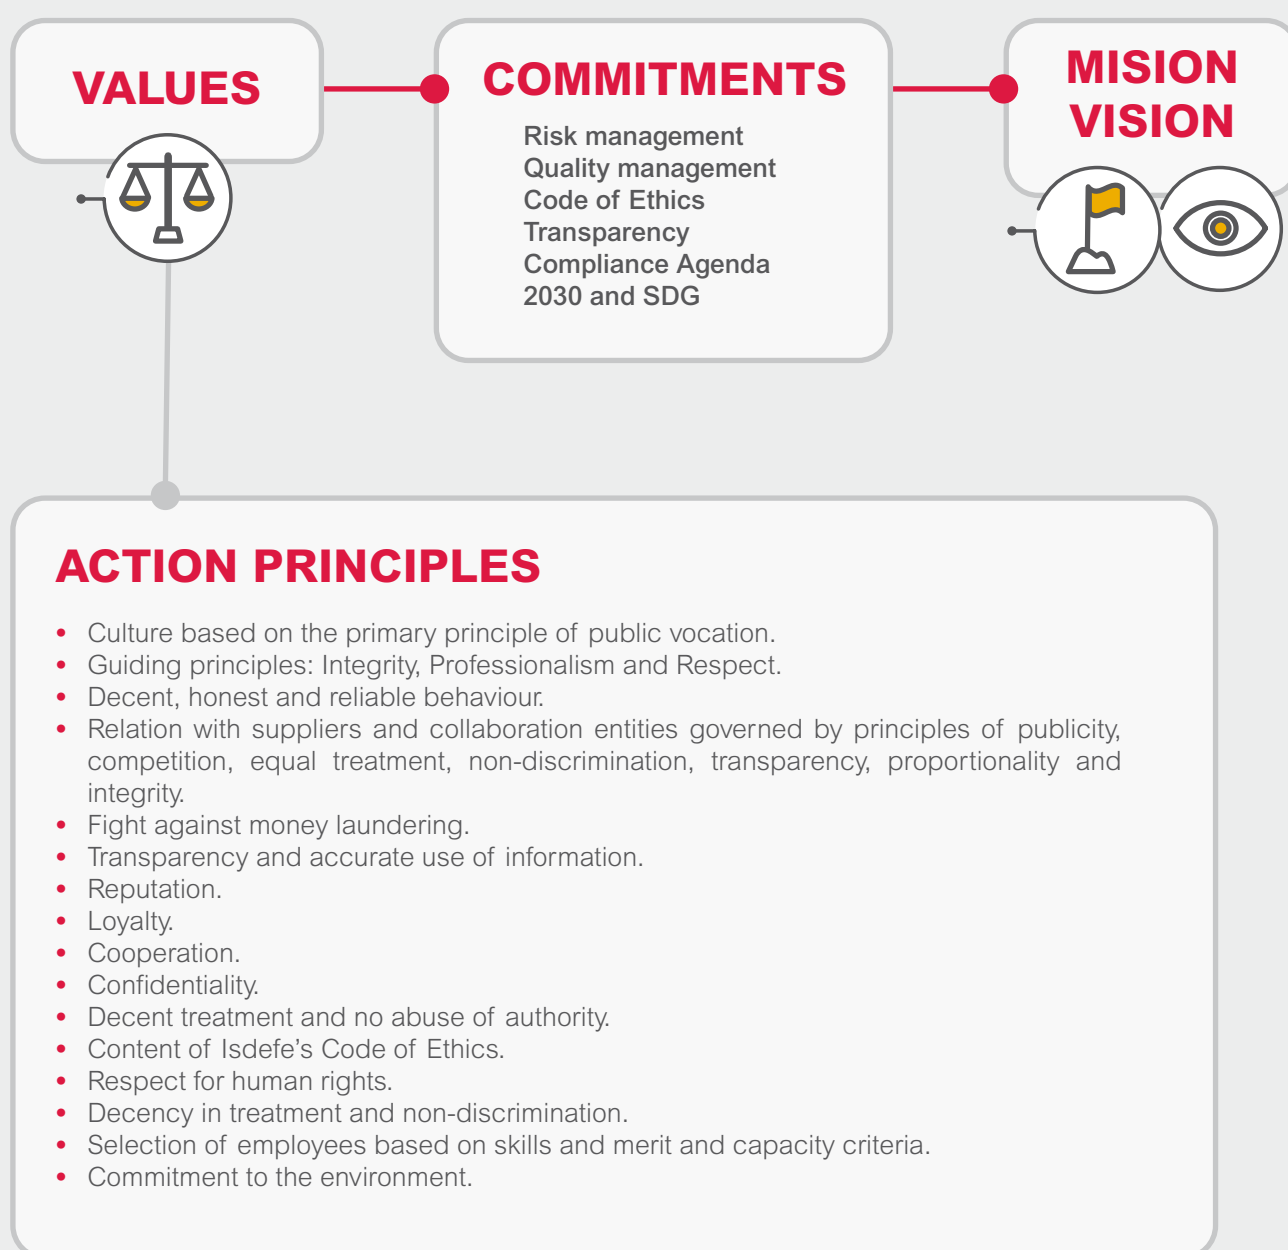 VALUES
COMMITMENTS
Risk management
Quality management
Code of Ethics
Transparency
Compliance Agenda
2030 and SDG
MISION
VISION
ACTION PRINCIPLES
• Culture based on the primary principle of public vocation.
• Guiding principles: Integrity, Professionalism and Respect.
• Decent, honest and reliable behaviour.
• Relation with suppliers and collaboration entities governed by principles of publicity,
competition, equal treatment, non-discrimination, transparency, proportionality and
integrity.
• Fight against money laundering.
• Transparency and accurate use of information.
• Reputation.
• Loyalty.
• Cooperation.
• Confidentiality.
• Decent treatment and no abuse of authority.
• Content of Isdefe’s Code of Ethics.
• Respect for human rights.
• Decency in treatment and non-discrimination.
• Selection of employees based on skills and merit and capacity criteria.
• Commitment to the environment.